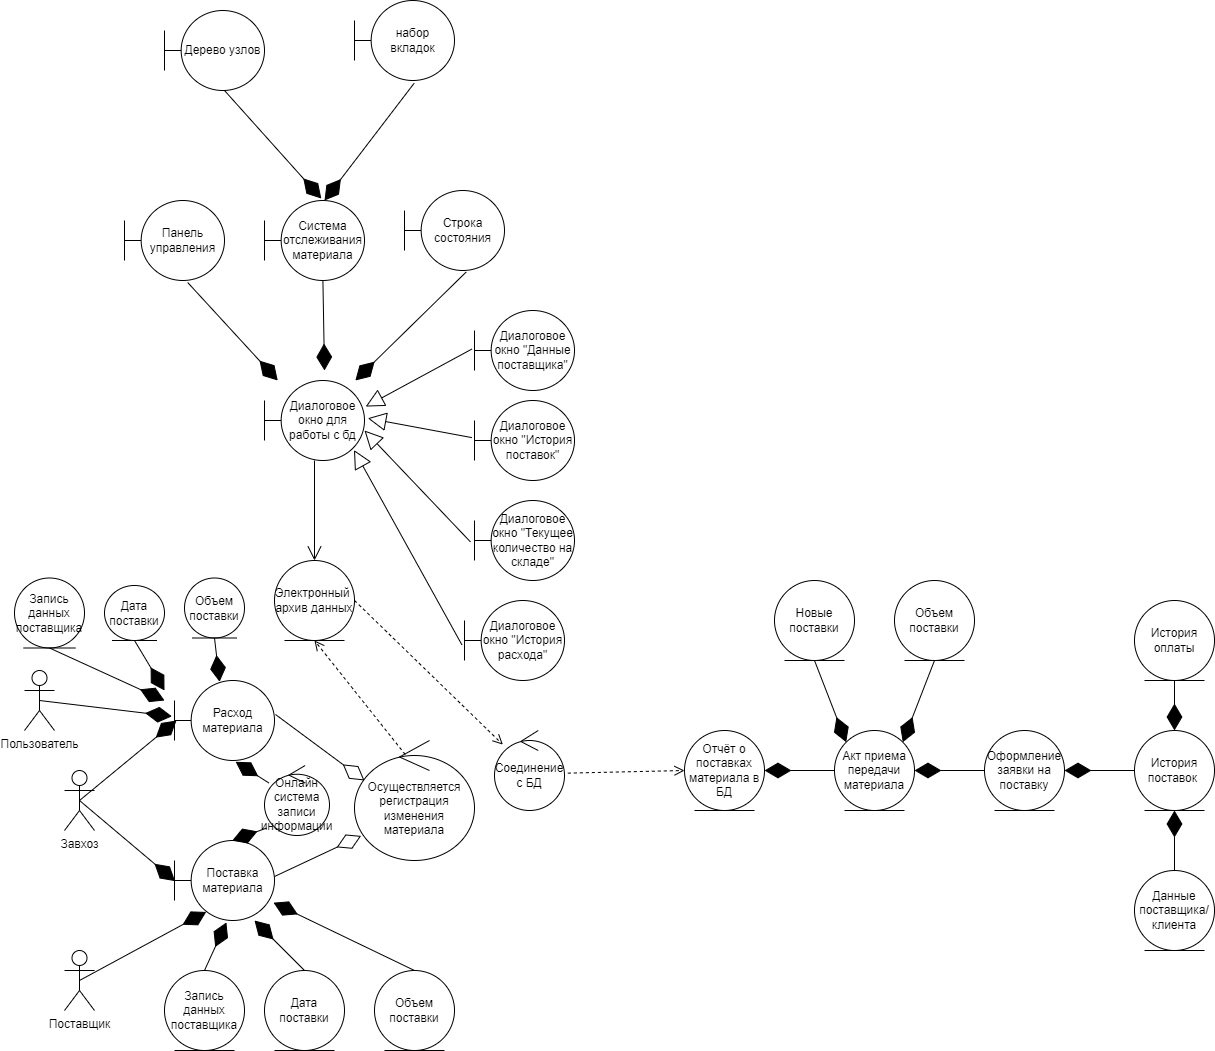 Дерево узлов
набор
вкладок
Панель
управления
Система
отслеживания
материала
Строка
состояния
Диалоговое
окно "Данные
поставщика"
Диалоговое
окно для
работы с бд
Диалоговое
окно "История
поставок"
Диалоговое
окно "Текущее
количество на
складе"
Диалоговое
окно "История
расхода"
Электронный
архив данных
Запись
данных
поставщика
Дата
поставки
Объем
поставки
Пользователь
Расход
материала
Завхоз
Онлайн
система
записи
информации
Осуществляется
регистрация
изменения
материала
Соединение
с БД
Поставка
материала
Поставщик
Запись
данных
поставщика
Дата
поставки
Объем
поставки
Отчёт о
поставках
материала в
БД
Новые
поставки
Объем
поставки
Акт приема
передачи
материала
Оформление
заявки на
поставку
История
оплаты
История
поставок
Данные
поставщика/
клиента